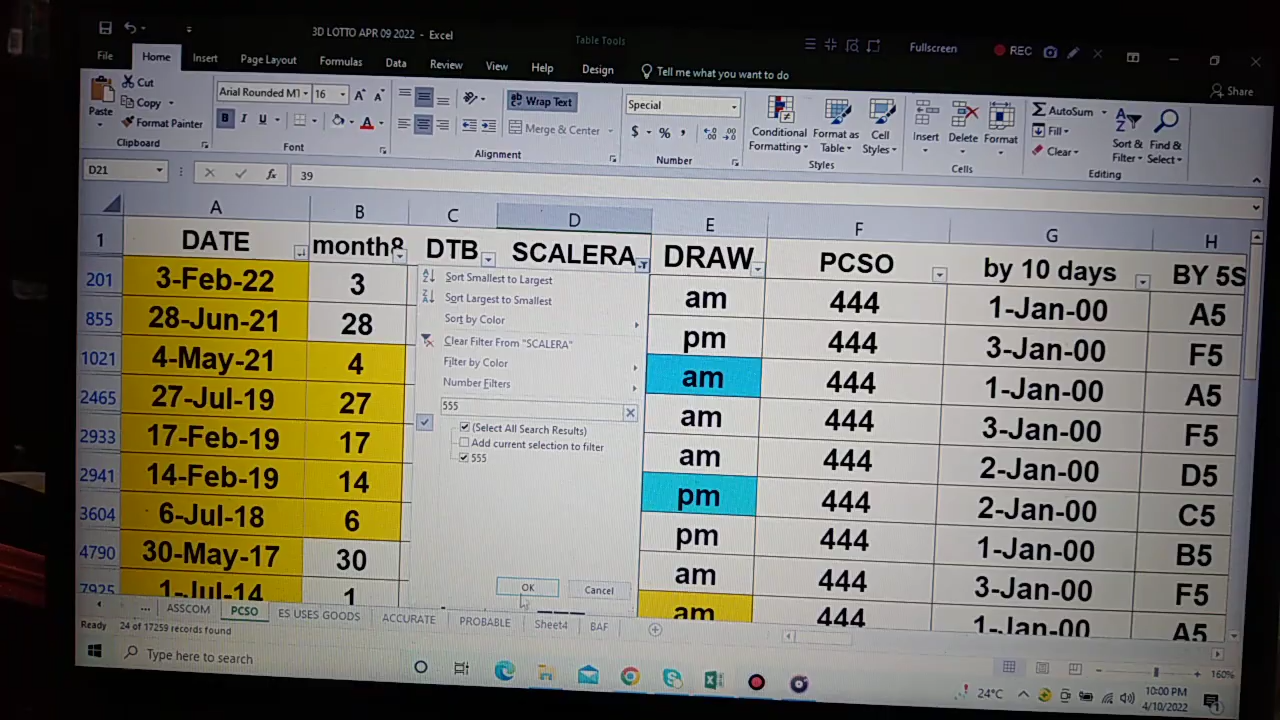 3D LOTTO APR 09 2022 - Excel
Table Tools
Fullscreen
REC
File Home Insert Page Layout Formulas Data Review View Help Design Tell me what you want to do
Share
Paste
Cut
Copy
Format Painter
Clipboard
Arial Rounded MT 16 A A
B I U A
Font
Wrap Text
Merge & Center
Alignment
Special
$ % ,
Number
Conditional Formatting
Format as Table
Cell Styles
Styles
Insert Delete Format
Cells
AutoSum
Fill
Clear
Sort & Filter
Find & Select
Editing
D21 fx 39
A B C D E F G H
1 DATE DTB SCALERA DRAW PCSO by 10 days BY 5S
201 3-Feb-22 3 am 444 1-Jan-00 A5
855 28-Jun-21 28 pm 444 3-Jan-00 F5
1021 4-May-21 4 am 444 1-Jan-00 A5
2465 27-Jul-19 27 am 444 3-Jan-00 F5
2933 17-Feb-19 17 am 444 2-Jan-00 D5
2941 14-Feb-19 14 pm 444 2-Jan-00 C5
3604 6-Jul-18 6 pm 444 1-Jan-00 B5
4790 30-May-17 30 am 444 3-Jan-00 F5
7925 1-Jul-14 1 am 444 1-Jan-00 A5
Sort Smallest to Largest
Sort Largest to Smallest
Sort by Color
Clear Filter From "SCALERA"
Filter by Color
Number Filters
555
(Select All Search Results)
Add current selection to filter
555
OK Cancel
... ASSCOM PCSO ES USES GOODS ACCURATE PROBABLE Sheet4 BAF
Ready 24 of 17259 records found
160%
Type here to search
24°C
10:00 PM
4/10/2022